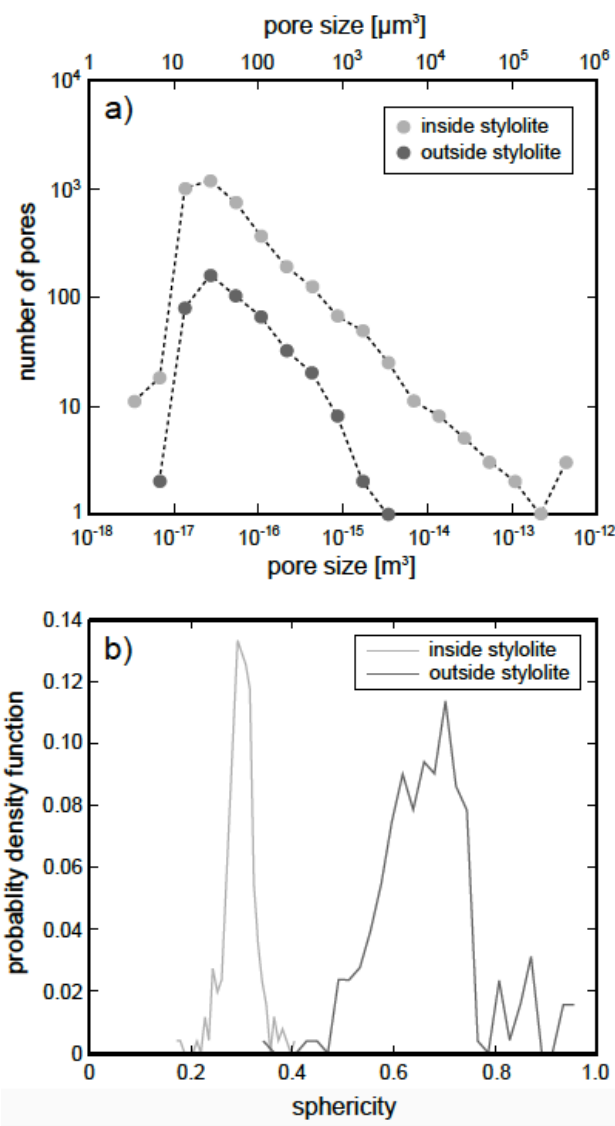 pore size [µm³]
1 10 100 10³ 10⁴ 10⁵ 10⁶
a)
inside stylolite
outside stylolite
number of pores
10⁴
10³
100
10
1
10⁻¹⁸ 10⁻¹⁷ 10⁻¹⁶ 10⁻¹⁵ 10⁻¹⁴ 10⁻¹³ 10⁻¹²
pore size [m³]
b)
inside stylolite
outside stylolite
probablity density function
0.14
0.12
0.10
0.08
0.06
0.04
0.02
0
0 0.2 0.4 0.6 0.8 1.0
sphericity